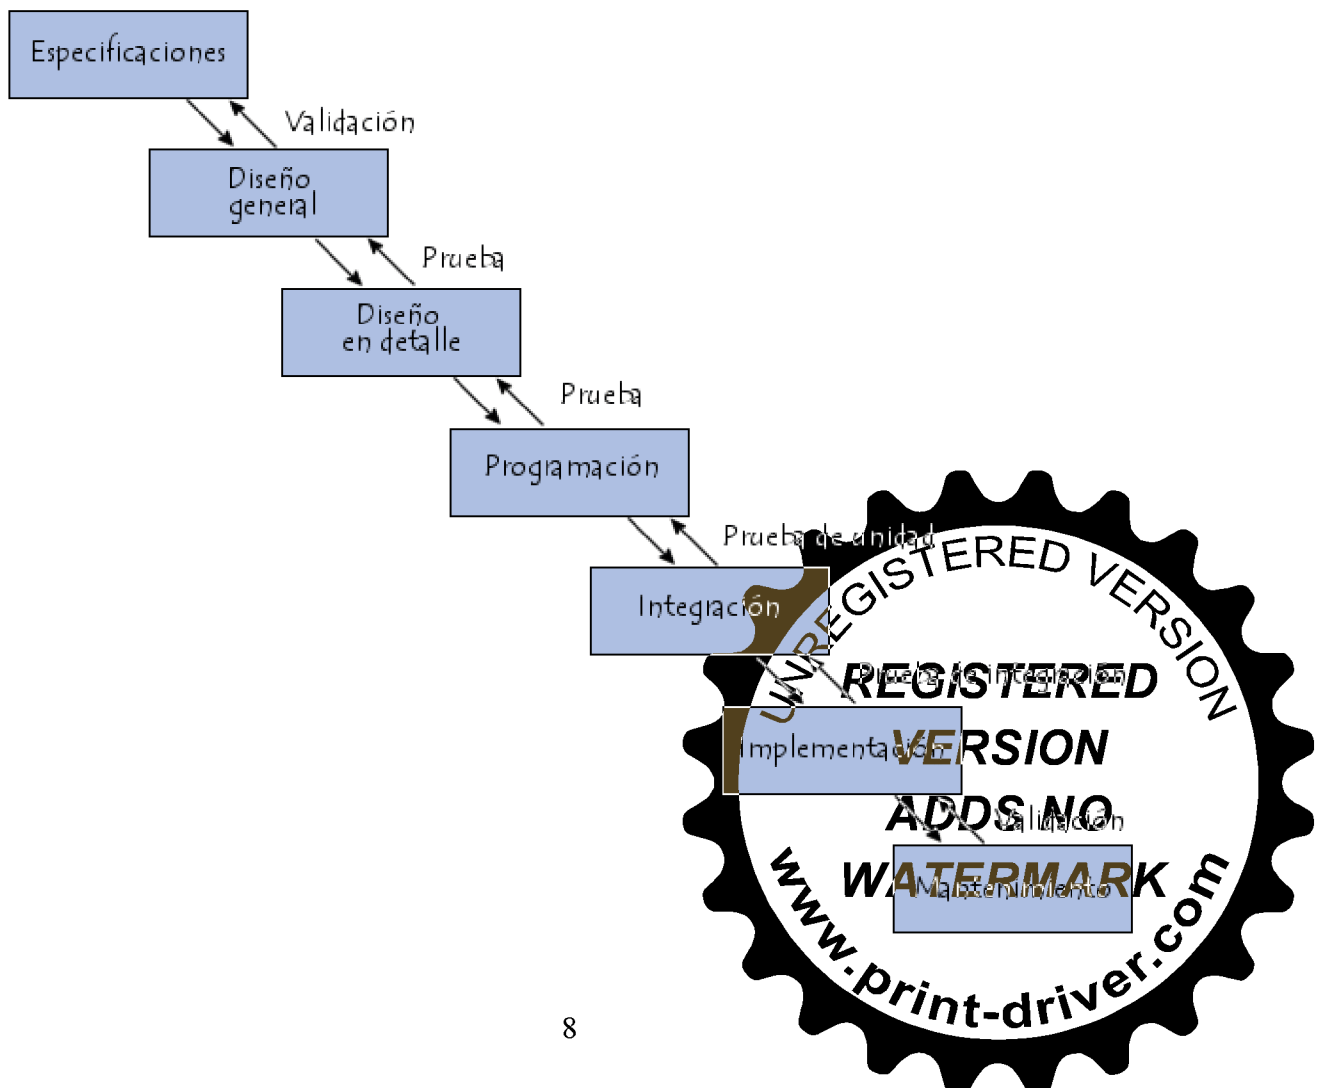 Especificaciones
Validación
Diseño
general
Prueba
Diseño
en detalle
Prueba
Programación
Prueba de unidad
Integración
Prueba de integración
Implementación
Validación
Mantenimiento
UNREGISTERED VERSION
REGISTERED
VERSION
ADDS NO
WATERMARK
www.print-driver.com
8